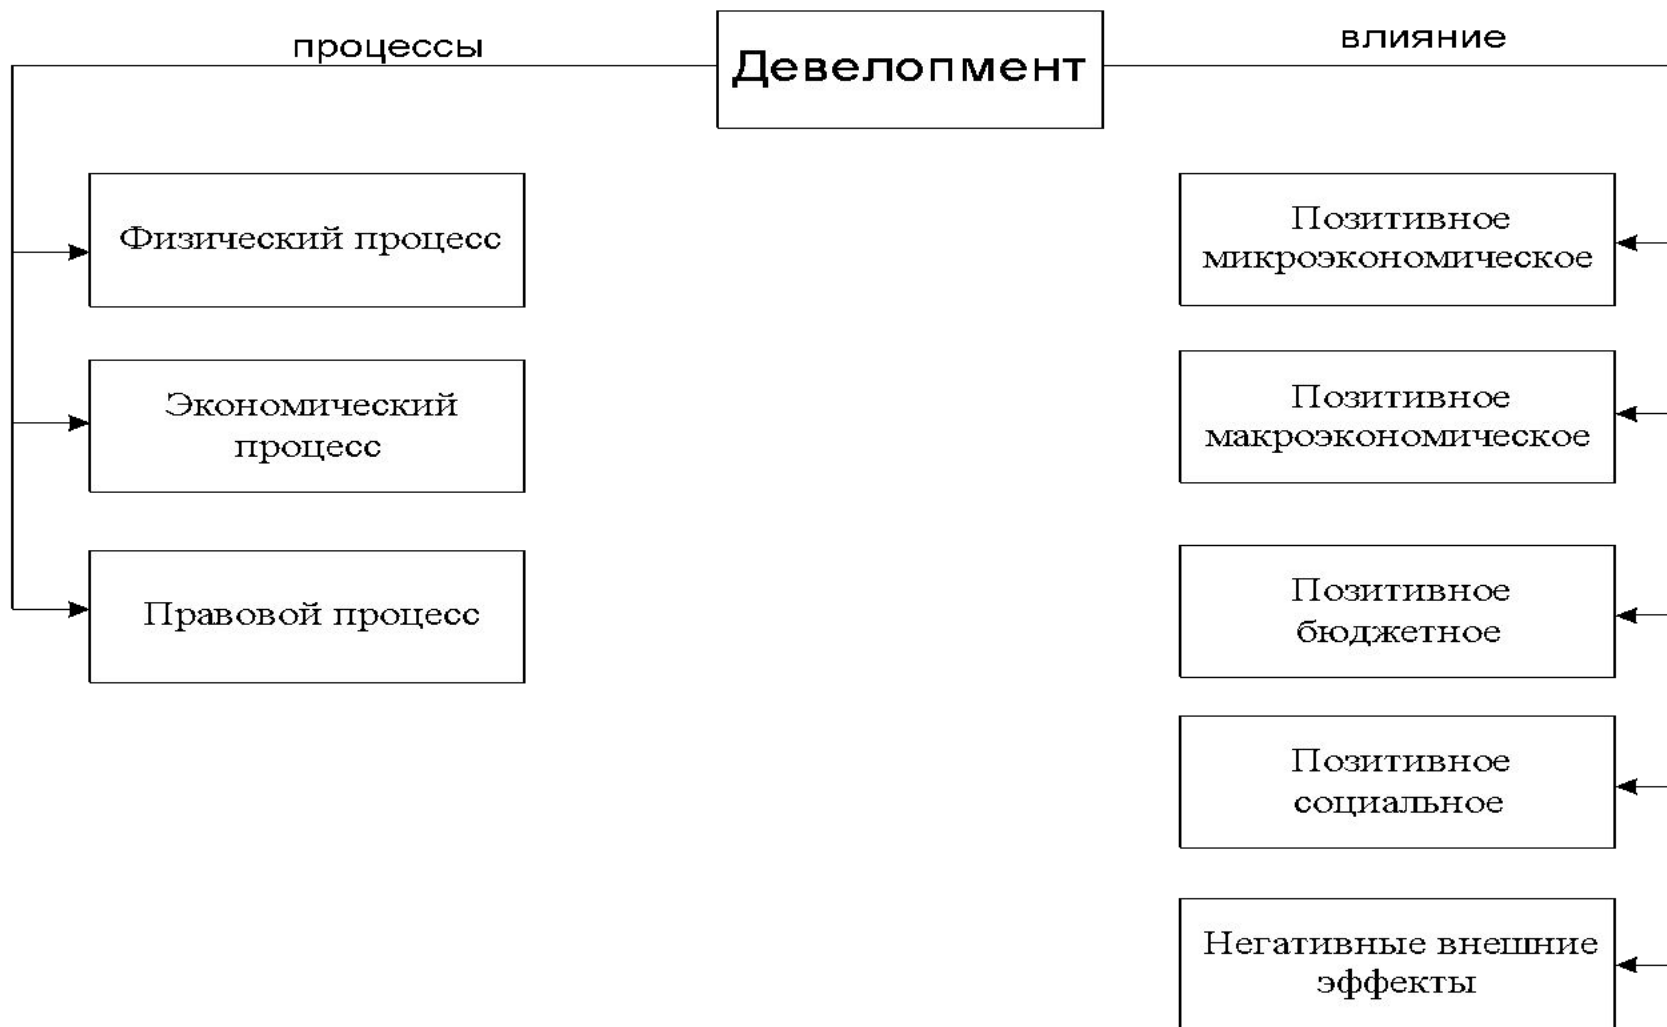 процессы
Девелопмент
влияние
Физический процесс
Экономический
процесс
Правовой процесс
Позитивное
микроэкономическое
Позитивное
макроэкономическое
Позитивное
бюджетное
Позитивное
социальное
Негативные внешние
эффекты